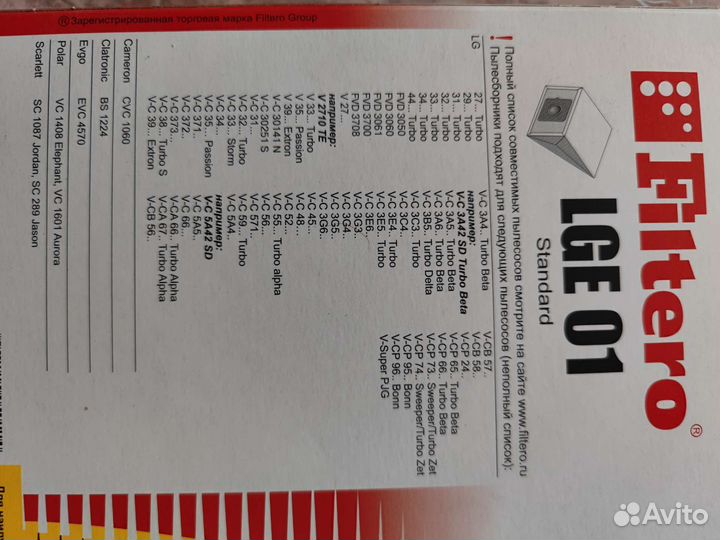 Filtero®
LGE 01
Standard
! Полный список совместимых пылесосов смотрите на сайте www.filtero.ru
Пылесборники подходят для следующих пылесосов (неполный список):
LG
27... Turbo
29... Turbo
31... Turbo
32... Turbo
33... Turbo
34... Turbo
44... Turbo
FVD 3050
FVD 3060
FVD 3061
FVD 3700
FVD 3708
V 27...
например:
V 2710 TE
V 33... Turbo
V 35... Passion
V 39... Extron
V-C 30141 N
V-C 30251 S
V-C 31...
V-C 32... Turbo
V-C 33... Storm
V-C 34...
V-C 35... Passion
V-C 371...
V-C 372...
V-C 373...
V-C 38... Turbo S
V-C 39... Extron
V-C 3A4.. Turbo Beta
например:
V-C 3A42 SD Turbo Beta
V-C 3A5.. Turbo Beta
V-C 3A6.. Turbo Beta
V-C 3B5.. Turbo Delta
V-C 3C3.. Turbo
V-C 3C4..
V-C 3E3.. Turbo
V-C 3E5.. Turbo
V-C 3E6..
V-C 3G3..
V-C 3G4..
V-C 3G5..
V-C 3G6..
V-C 45...
V-C 48...
V-C 52...
V-C 55... Turbo alpha
V-C 56...
V-C 571...
V-C 59... Turbo
V-C 5A4..
например:
V-C 5A42 SD
V-C 5A5..
V-C 66...
V-CA 66.. Turbo Alpha
V-CA 67.. Turbo Alpha
V-CB 56...
V-CB 57...
V-CB 58...
V-CP 24...
V-CP 65.. Turbo Beta
V-CP 66.. Turbo Beta
V-CP 73.. Sweeper/Turbo Zet
V-CP 74.. Sweeper/Turbo Zet
V-CP 95.. Bonn
V-CP 96.. Bonn
V-Super PJG
Cameron CVC 1060
Clatronic BS 1224
Evgo EVC 4570
Polar VC 1408 Elephant, VC 1601 Aurora
Scarlett SC 1087 Jordan, SC 289 Jason
® Зарегистрированная торговая марка Filtero Group
Avito